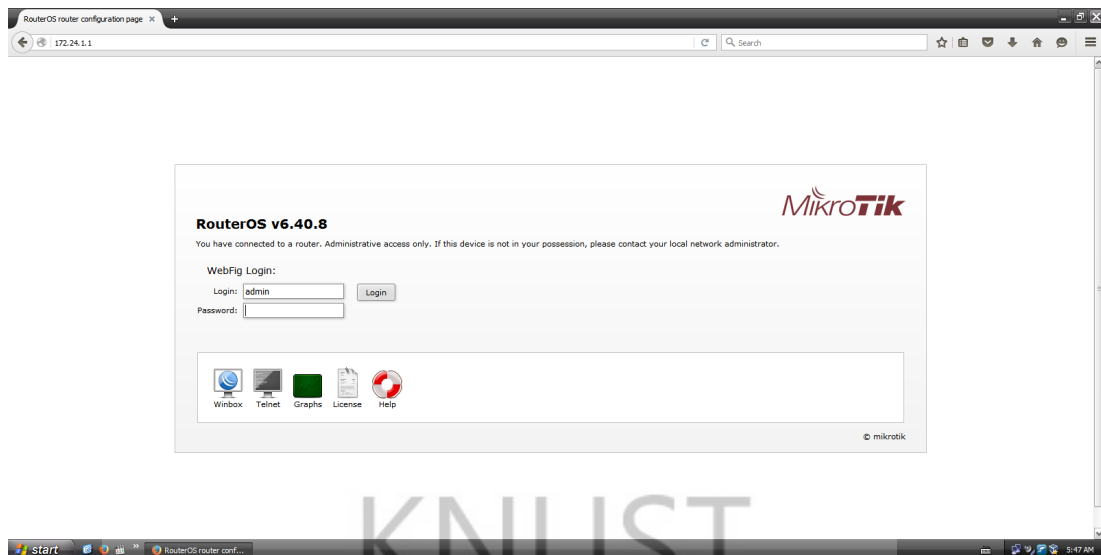 RouterOS router configuration page
172.24.1.1
Search
MikroTik
RouterOS v6.40.8
You have connected to a router. Administrative access only. If this device is not in your possession, please contact your local network administrator.
WebFig Login:
Login: admin Login
Password:
Winbox Telnet Graphs License Help
© mikrotik
KNUST
start RouterOS router conf... 5:47 AM